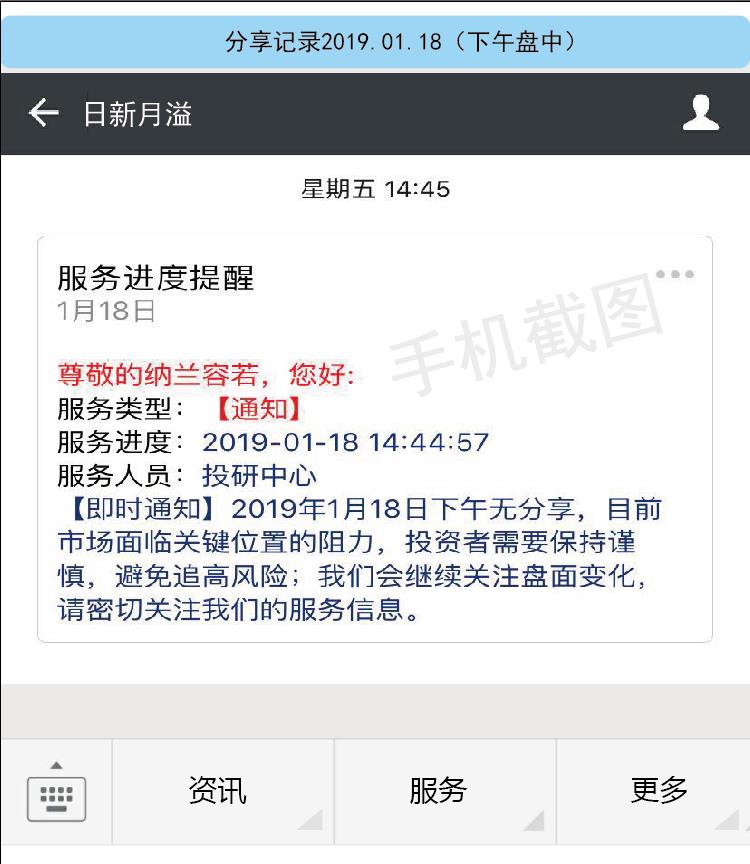 分享记录2019.01.18（下午盘中）
日新月溢
星期五 14:45
服务进度提醒
1月18日
手机截图
尊敬的纳兰容若，您好:
服务类型：【通知】
服务进度：2019-01-18 14:44:57
服务人员：投研中心
【即时通知】2019年1月18日下午无分享，目前
市场面临关键位置的阻力，投资者需要保持谨
慎，避免追高风险；我们会继续关注盘面变化，
请密切关注我们的服务信息。
资讯
服务
更多